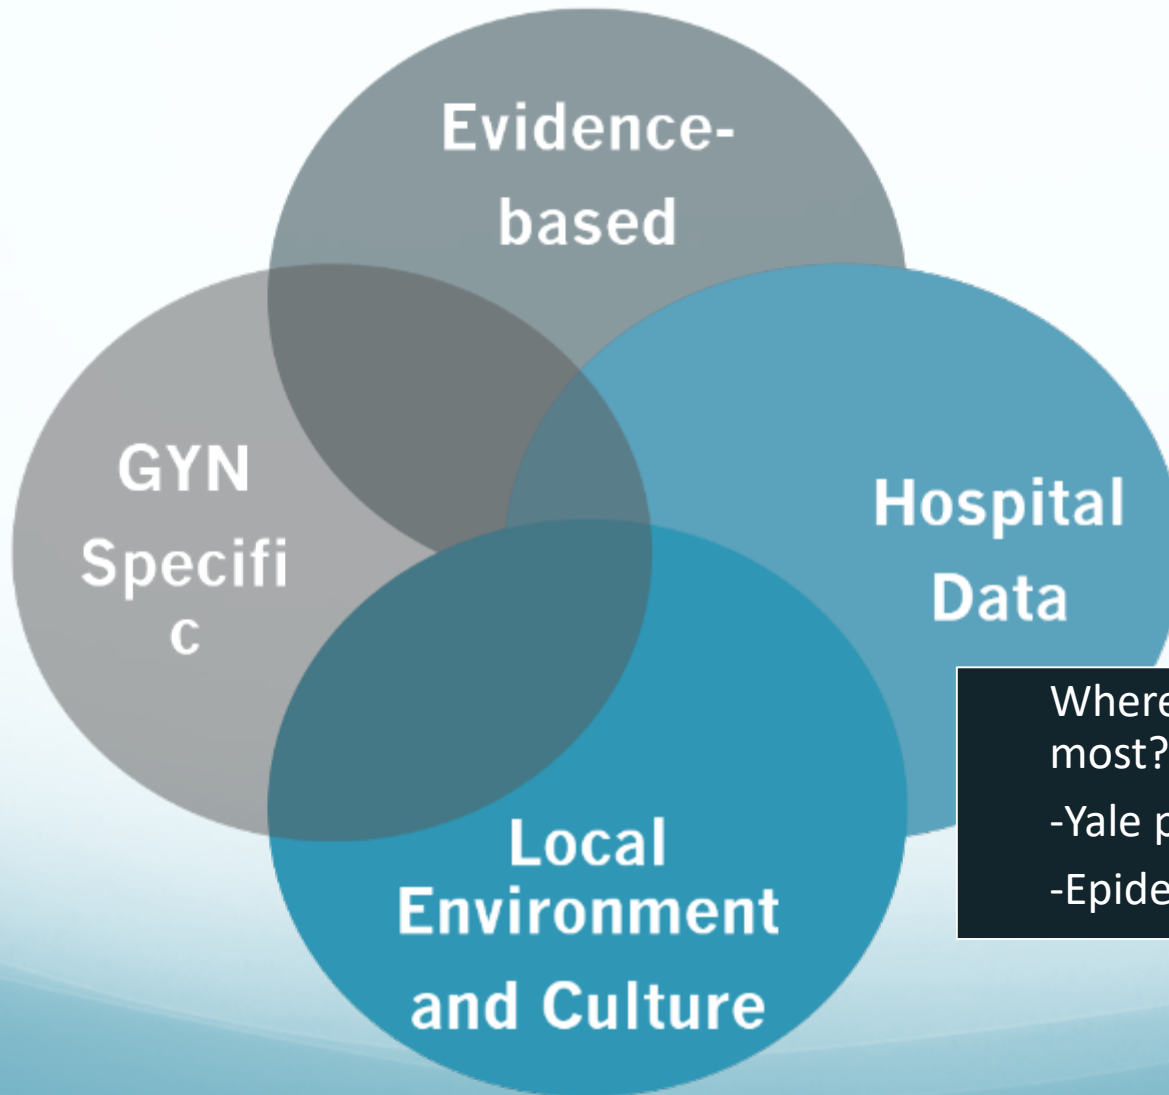 Evidence-
based
GYN
Specifi
c
Hospital
Data
Local
Environment
and Culture
Where
most?
-Yale
-Epide